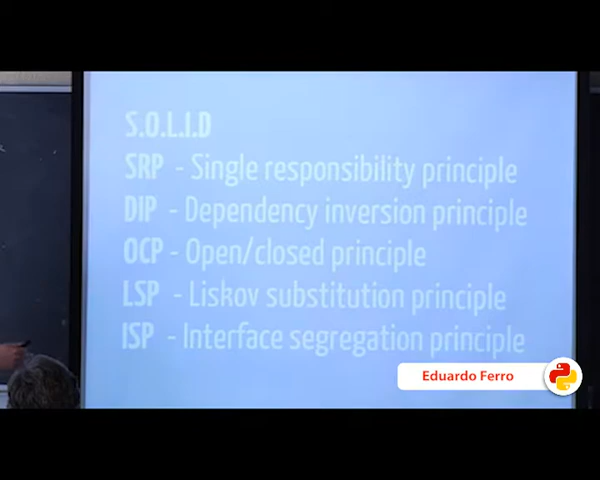 S.O.L.I.D
SRP - Single responsibility principle
DIP - Dependency inversion principle
OCP - Open/closed principle
LSP - Liskov substitution principle
ISP - Interface segregation principle
Eduardo Ferro